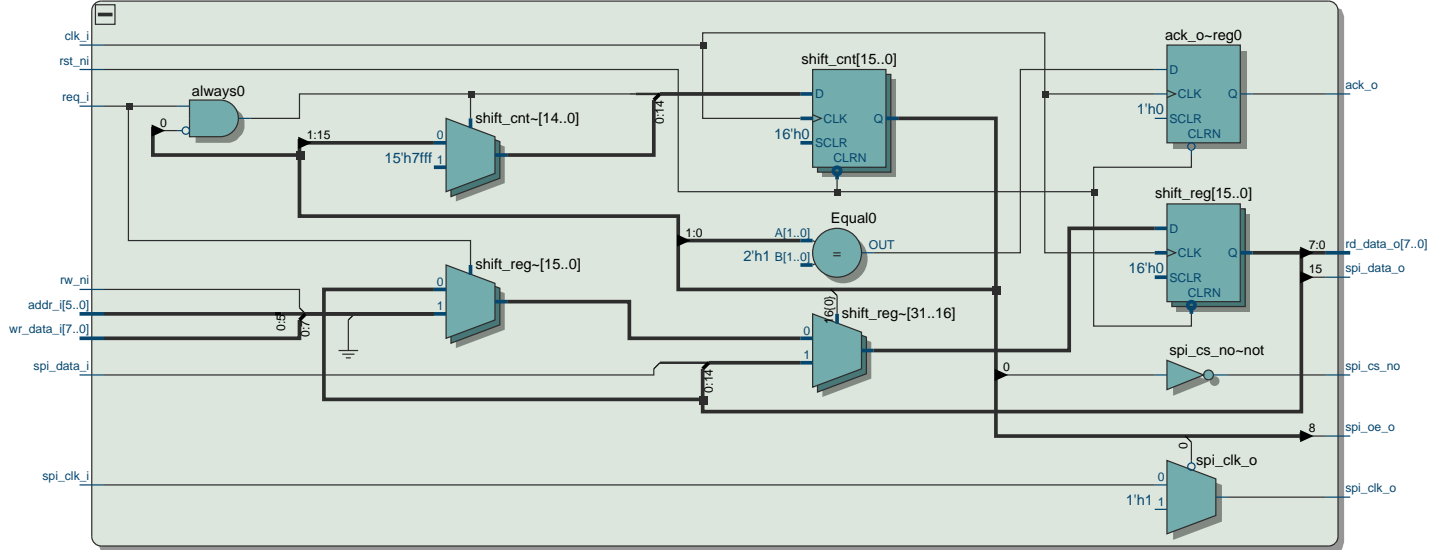 ack_o~reg0
clk_i
shift_cnt[15..0]
rst_ni
D
CLK
Q
ack_o
1'h0
SCLR
CLRN
req_i
always0
0
D
0:14
CLK
Q
16'h0
SCLR
CLRN
shift_cnt~[14..0]
1:15
0
15'h7fff
1
shift_reg[15..0]
Equal0
1:0
A[1..0]
2'h1
B[1..0]
=
OUT
D
CLK
Q
16'h0
SCLR
CLRN
7:0
rd_data_o[7..0]
15
spi_data_o
shift_reg~[15..0]
rw_ni
0
addr_i[5..0]
0:5
0:7
1
wr_data_i[7..0]
16{0}
shift_reg~[31..16]
0
1
spi_data_i
0:14
spi_cs_no~not
0
spi_cs_no
8
spi_oe_o
0
spi_clk_o
spi_clk_i
0
1'h1
1
spi_clk_o